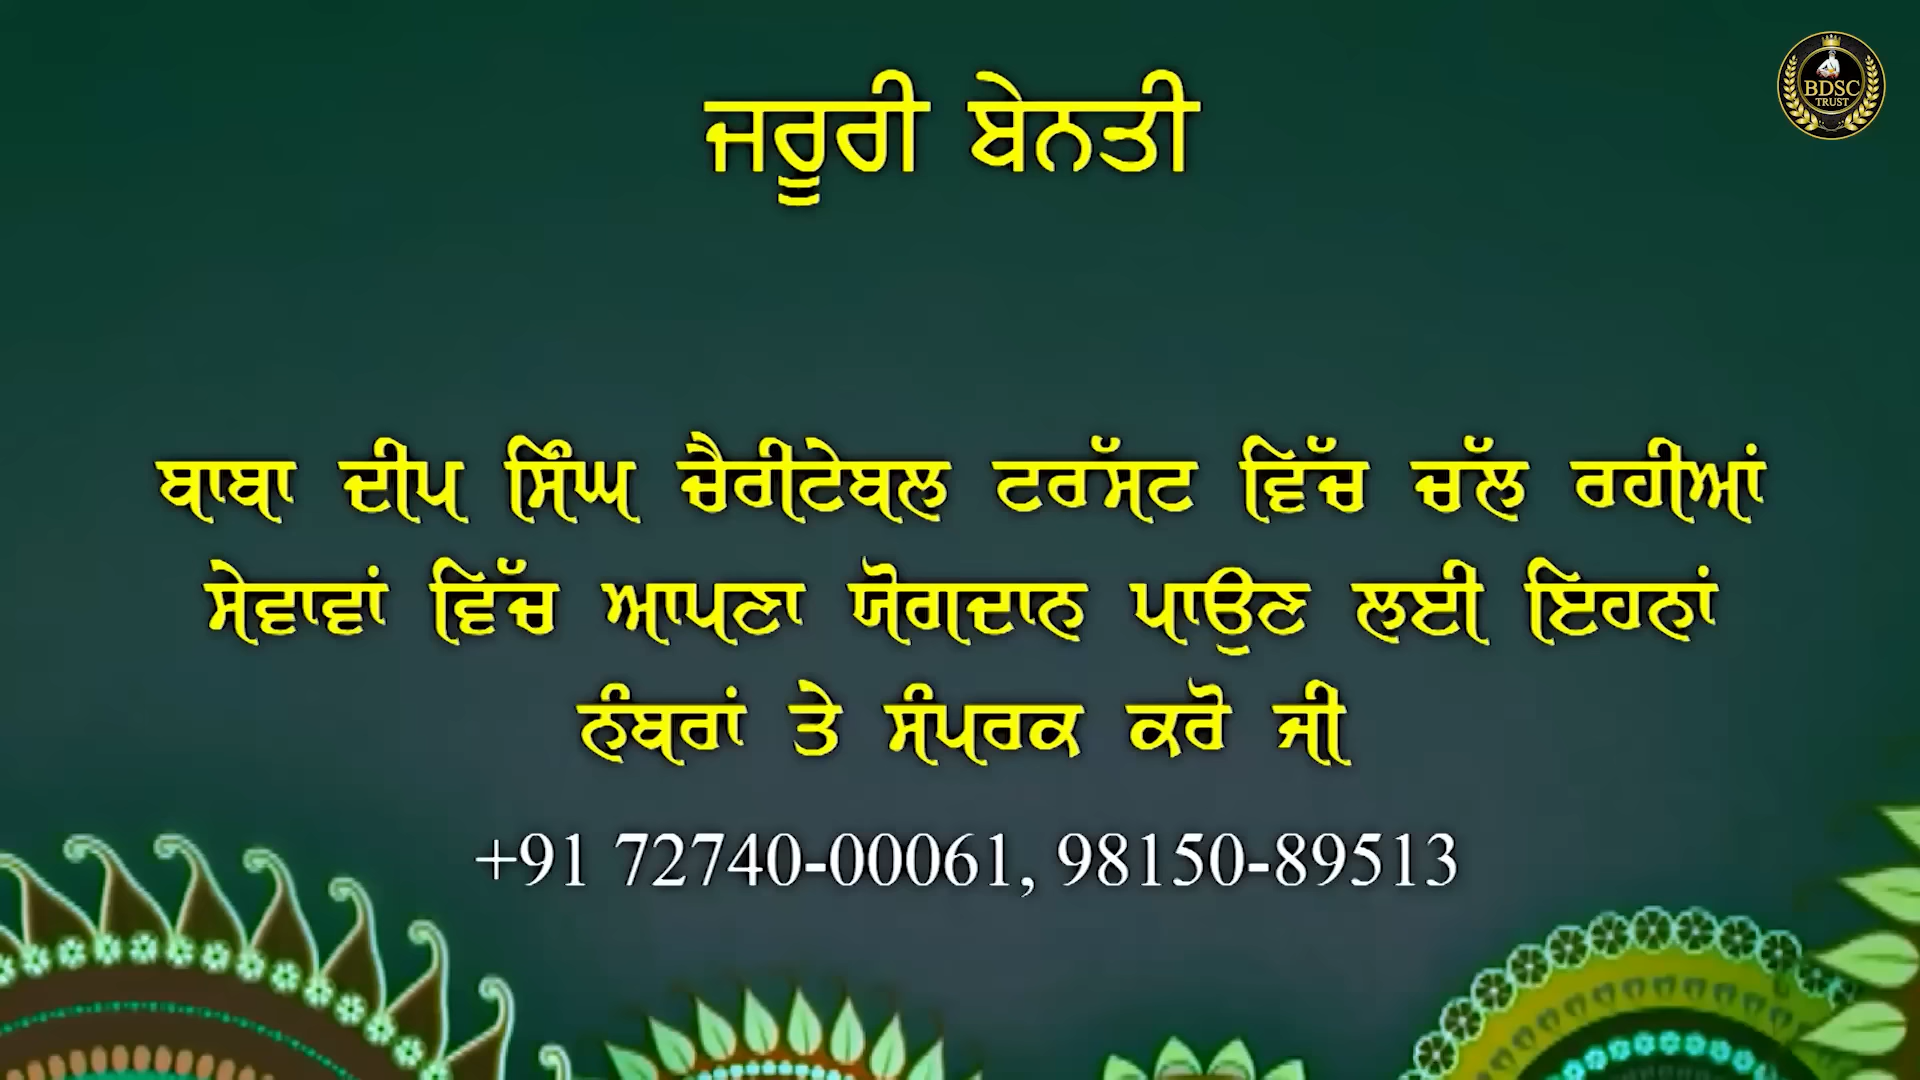 BDSC
TRUST
ਜਰੂਰੀ ਬੇਨਤੀ
ਬਾਬਾ ਦੀਪ ਸਿੰਘ ਚੈਰੀਟੇਬਲ ਟਰੱਸਟ ਵਿੱਚ ਚੱਲ ਰਹੀਆਂ
ਸੇਵਾਵਾਂ ਵਿੱਚ ਆਪਣਾ ਯੋਗਦਾਨ ਪਾਉਣ ਲਈ ਇਹਨਾਂ
ਨੰਬਰਾਂ ਤੇ ਸੰਪਰਕ ਕਰੋ ਜੀ
+91 72740-00061, 98150-89513